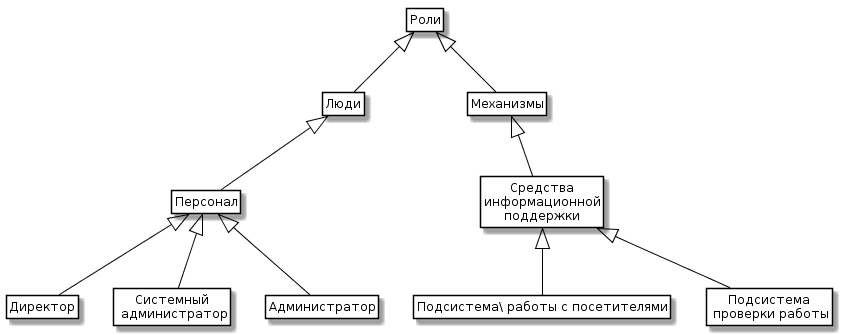 Роли
Люди
Механизмы
Персонал
Средства
информационной
поддержки
Директор
Системный
администратор
Администратор
Подсистема\ работы с посетителями
Подсистема
проверки работы